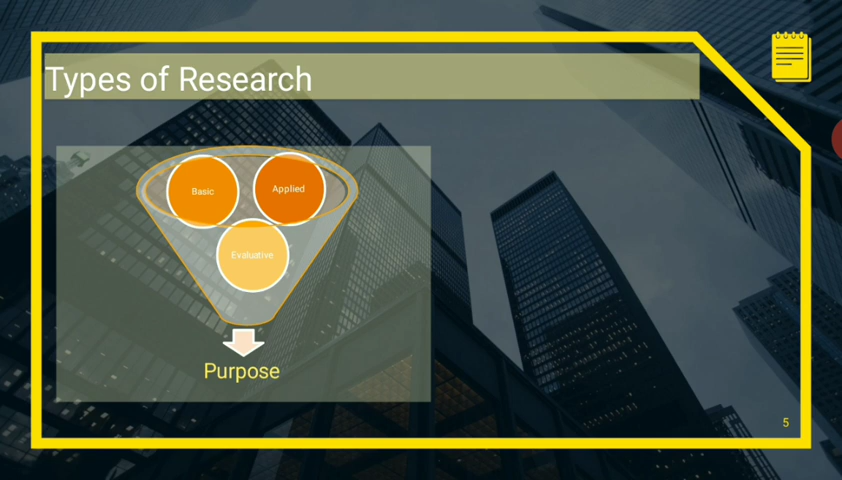 Types of Research
Basic
Applied
Evaluative
Purpose
5